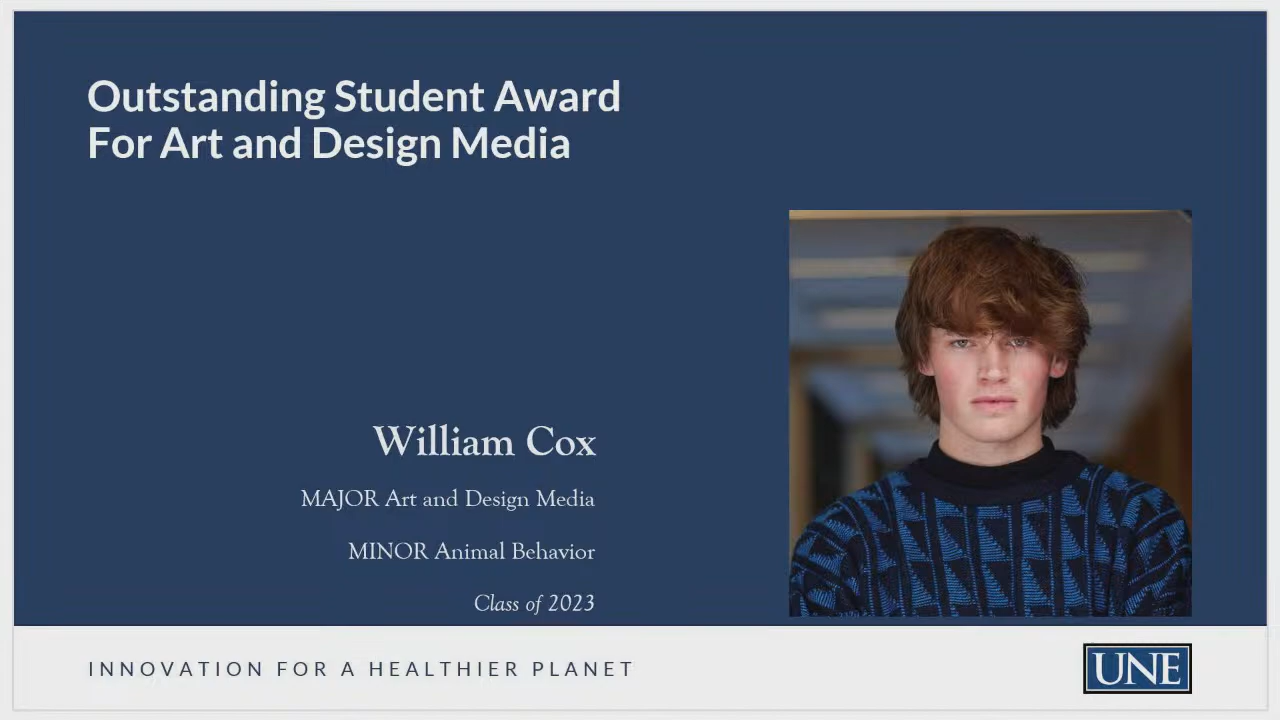 Outstanding Student Award
For Art and Design Media
William Cox
MAJOR Art and Design Media
MINOR Animal Behavior
Class of 2023
INNOVATION FOR A HEALTHIER PLANET
UNE